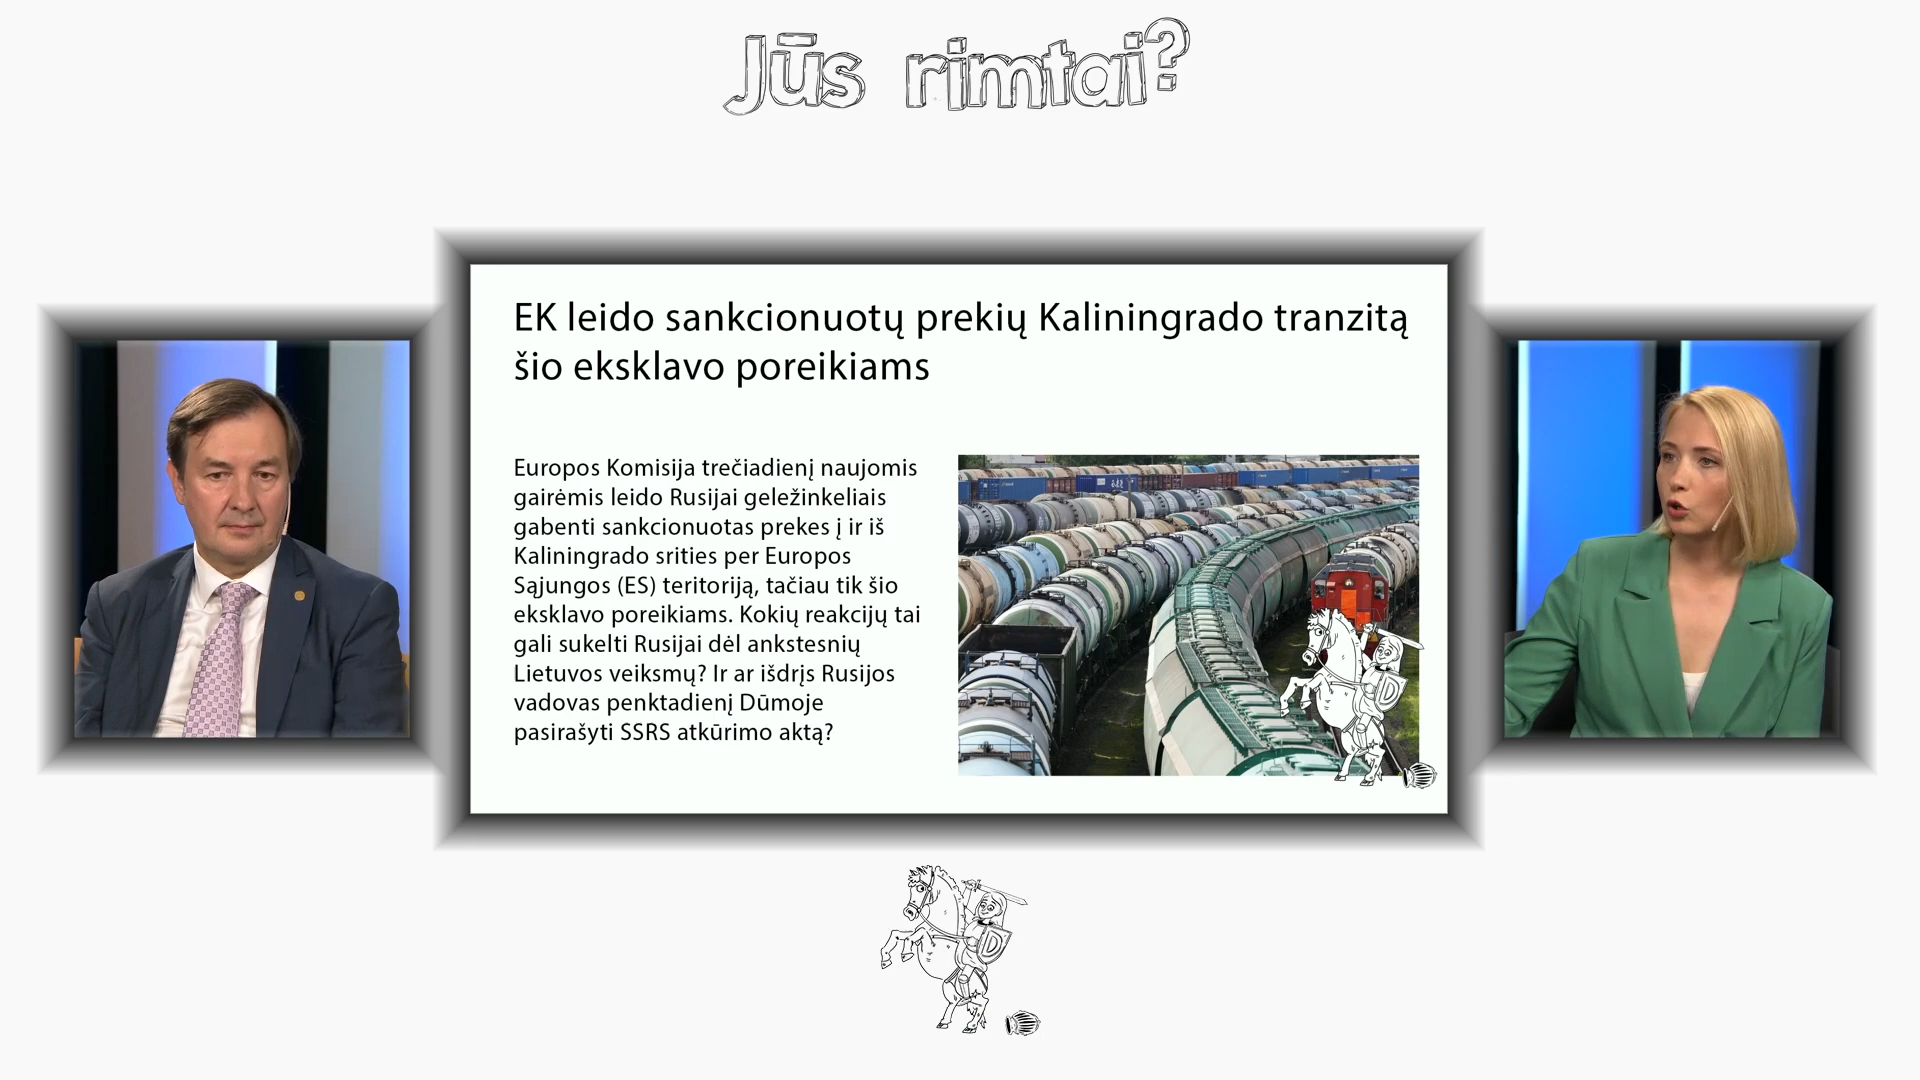 Jūs rimtai?
EK leido sankcionuotų prekių Kaliningrado tranzitą
šio eksklavo poreikiams
Europos Komisija trečiadienį naujomis
gairėmis leido Rusijai geležinkeliais
gabenti sankcionuotas prekes į ir iš
Kaliningrado srities per Europos
Sąjungos (ES) teritoriją, tačiau tik šio
eksklavo poreikiams. Kokių reakcijų tai
gali sukelti Rusijai dėl ankstesnių
Lietuvos veiksmų? Ir ar išdrįs Rusijos
vadovas penktadienį Dūmoje
pasirašyti SSRS atkūrimo aktą?
D
D